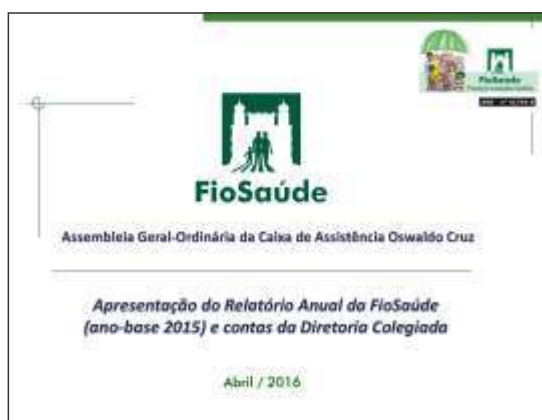 FioSaúde
FioSaúde
Assembleia Geral-Ordinária da Caixa de Assistência Oswaldo Cruz
Apresentação do Relatório Anual da FioSaúde
(ano-base 2015) e contas da Diretoria Colegiada
Abril / 2016